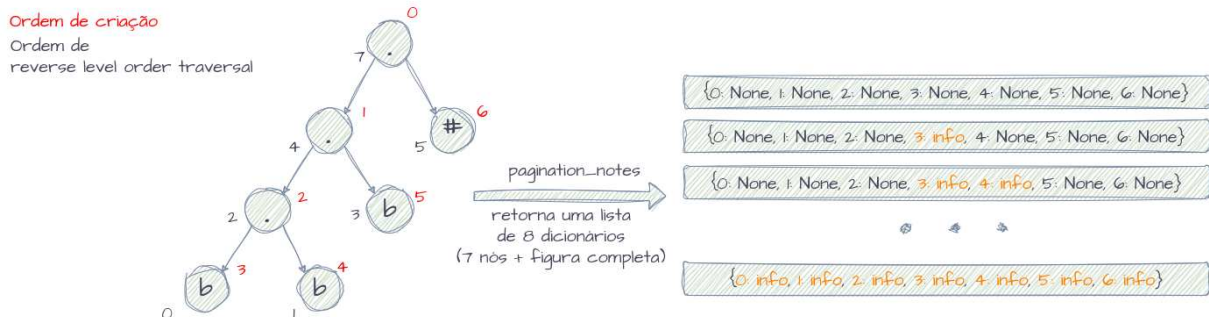 Ordem de criação
Ordem de
reverse level order traversal
0
7
.
1
6
4
.
5
#
2
5
2
.
3
b
3
4
b
b
0
1
pagination_notes
retorna uma lista
de 8 dicionários
(7 nós + figura completa)
{0: None, 1: None, 2: None, 3: None, 4: None, 5: None, 6: None}
{0: None, 1: None, 2: None, 3: info, 4: None, 5: None, 6: None}
{0: None, 1: None, 2: None, 3: info, 4: info, 5: None, 6: None}
{0: info, 1: info, 2: info, 3: info, 4: info, 5: info, 6: info}